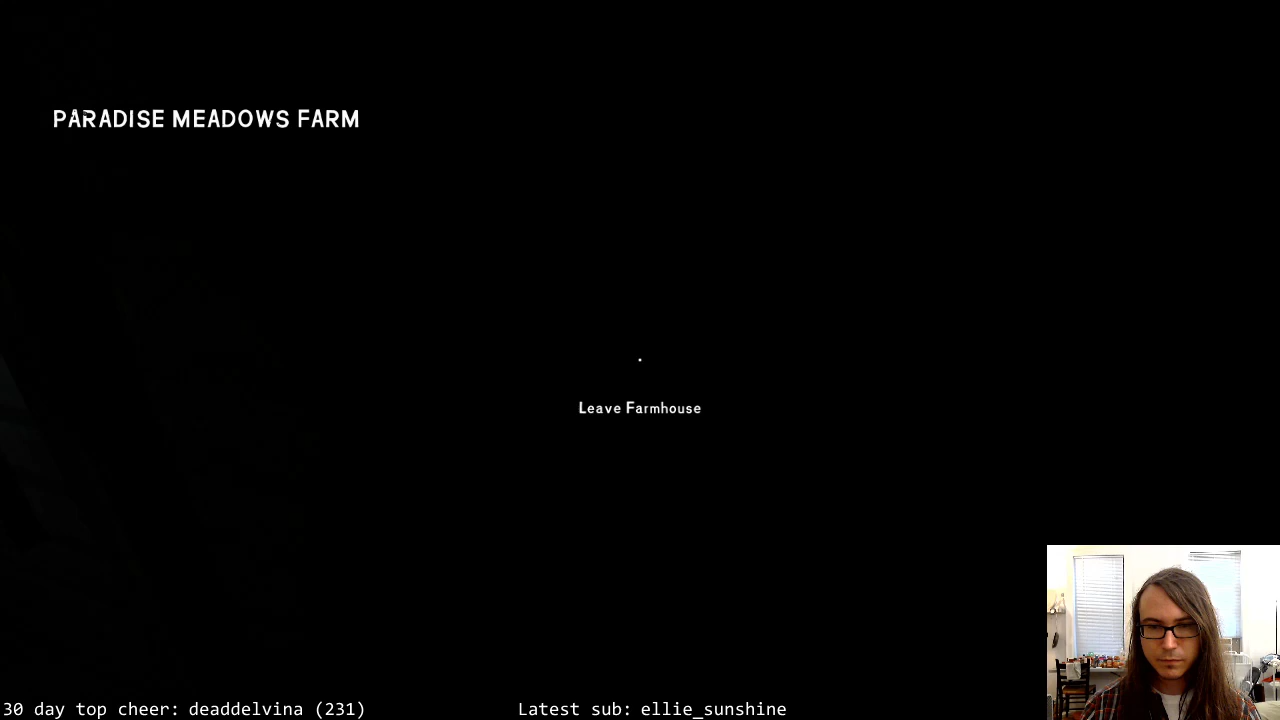 PARADISE MEADOWS FARM
Leave Farmhouse
30 day top cheer: deaddelvina (231)
Latest sub: ellie_sunshine